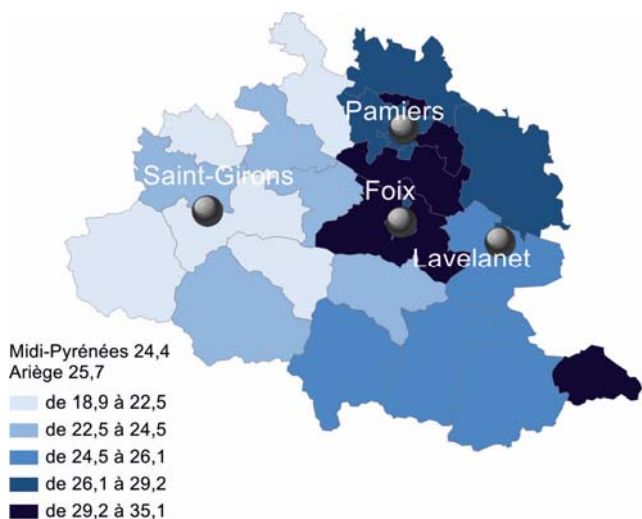 Pamiers
Saint-Girons
Foix
Lavelanet
Midi-Pyrénées 24,4
Ariège 25,7
de 18,9 à 22,5
de 22,5 à 24,5
de 24,5 à 26,1
de 26,1 à 29,2
de 29,2 à 35,1